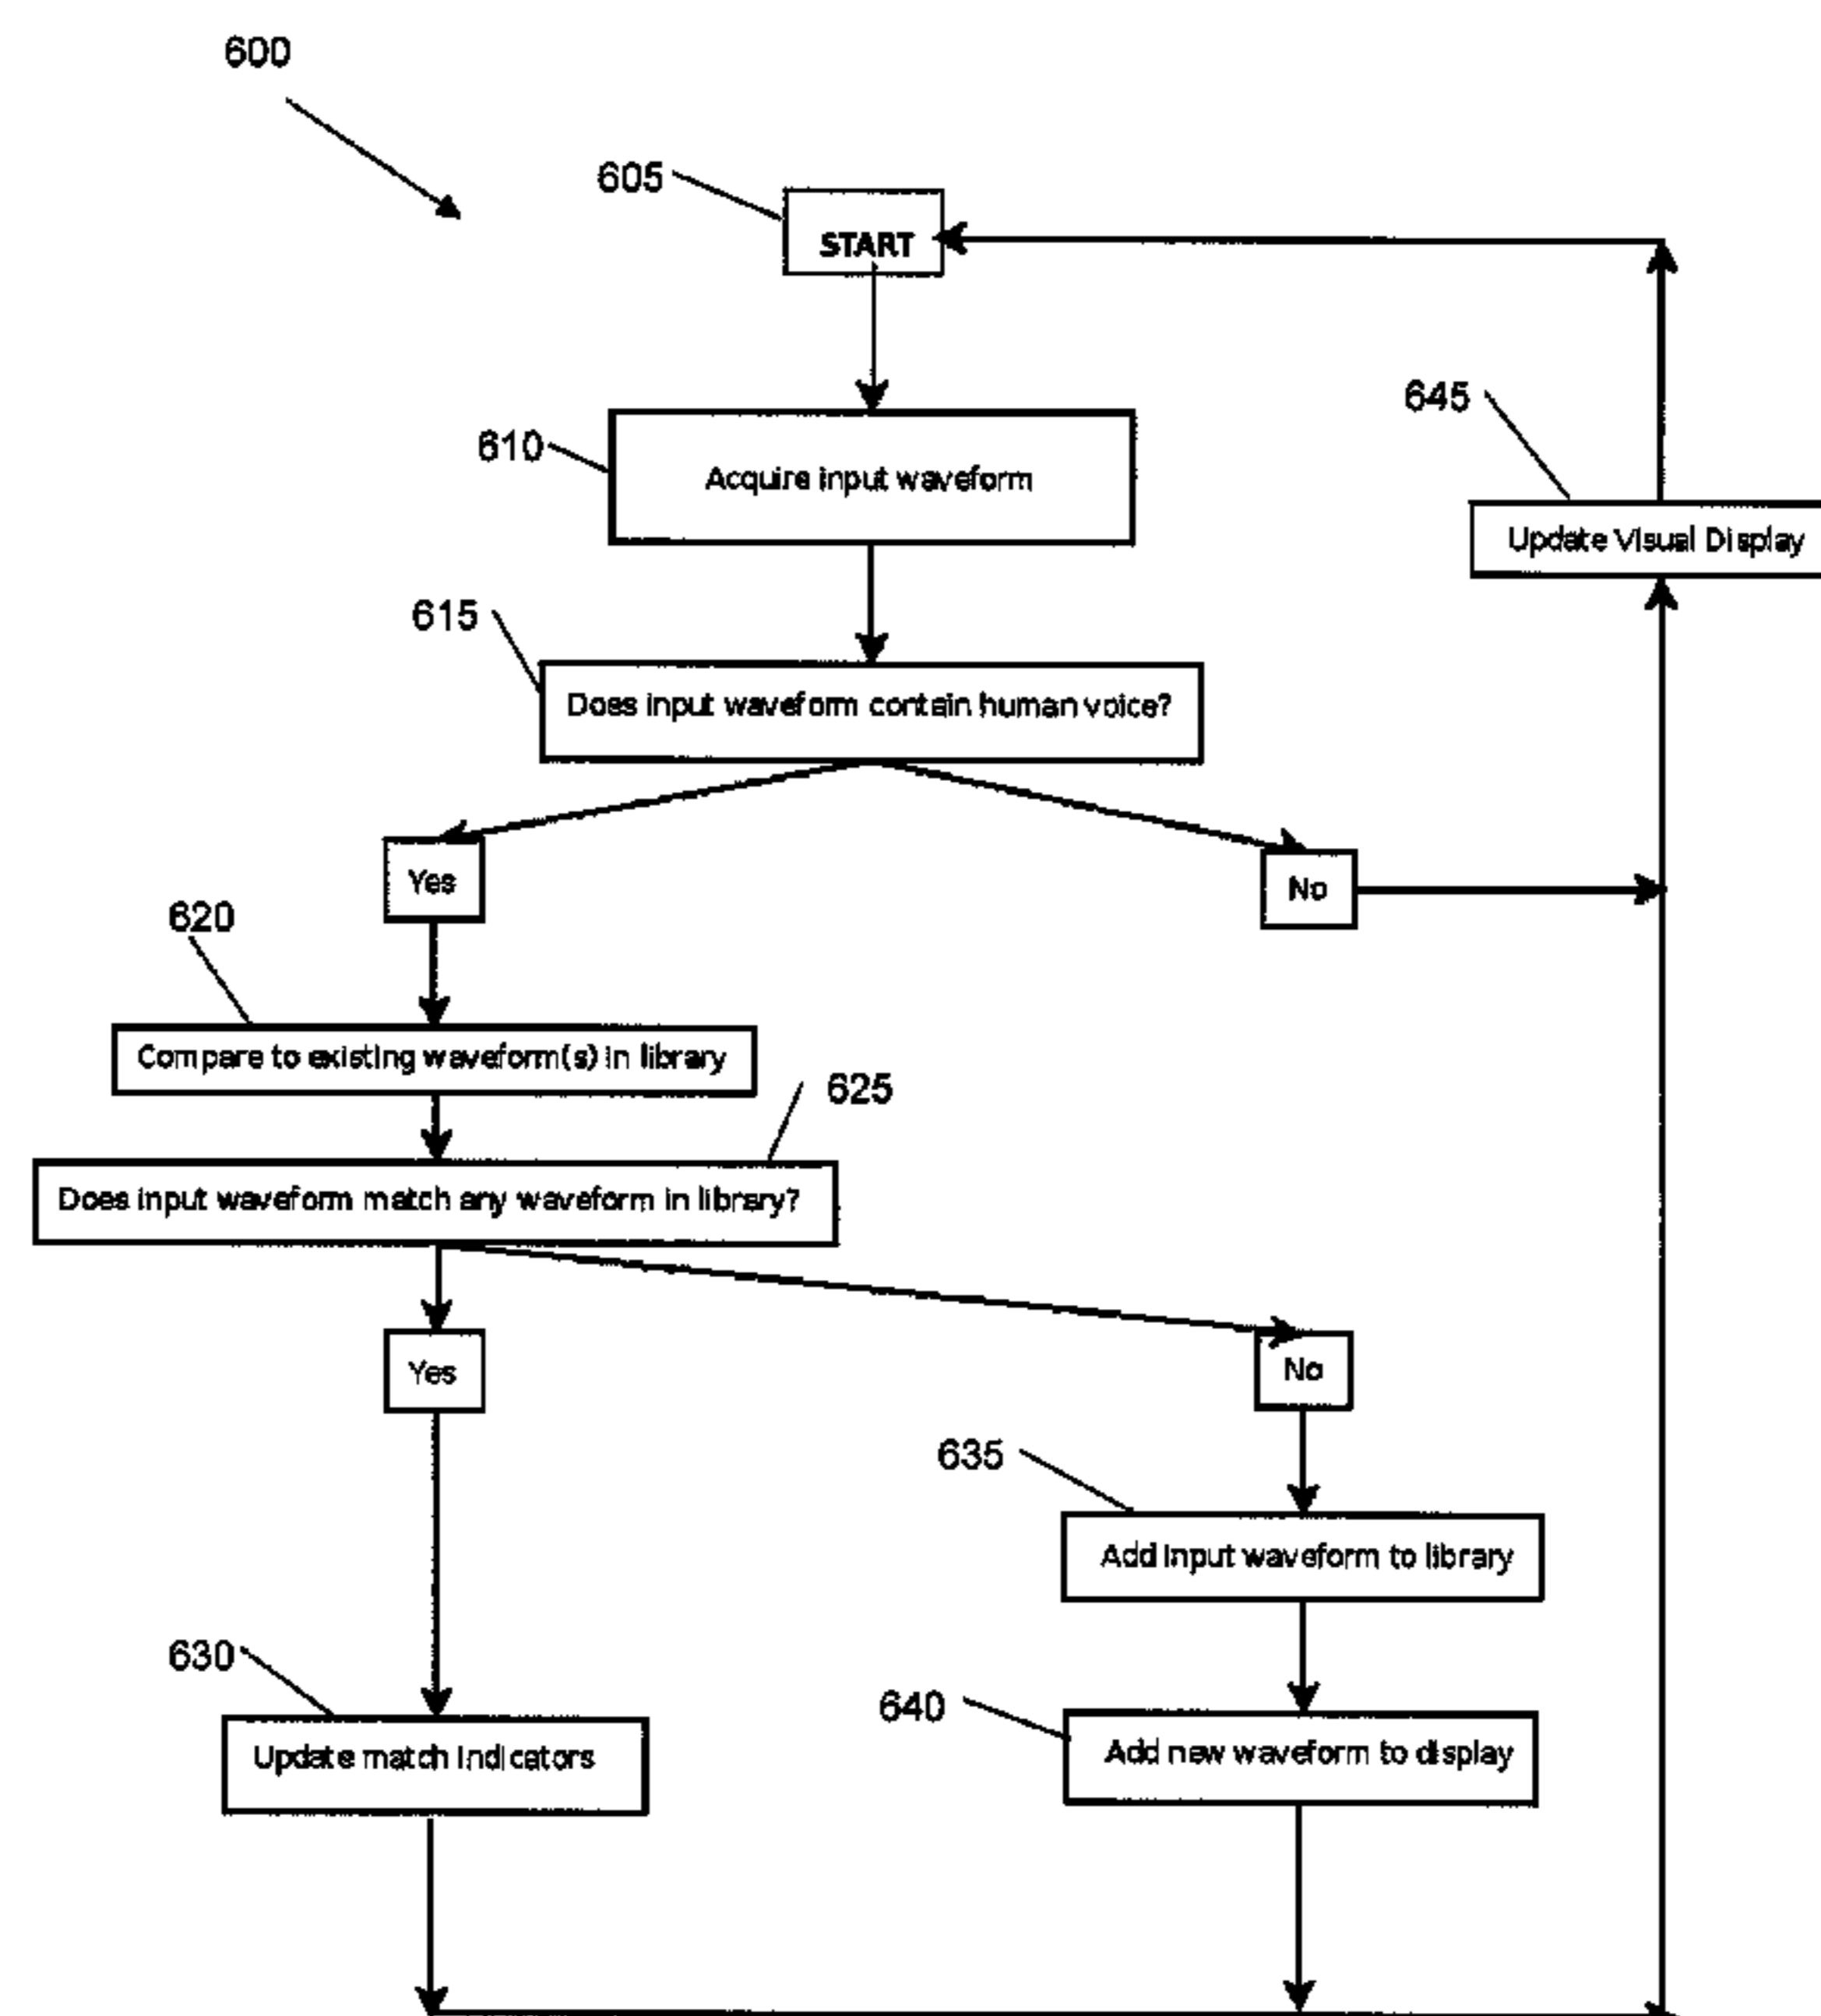 600
605
START
645
610
Acquire input waveform
Update Visual Display
615
Does input waveform contain human voice?
Yes
No
620
Compare to existing waveform(s) in library
625
Does input waveform match any waveform in library?
Yes
No
635
Add input waveform to library
630
640
Update match indicators
Add new waveform to display